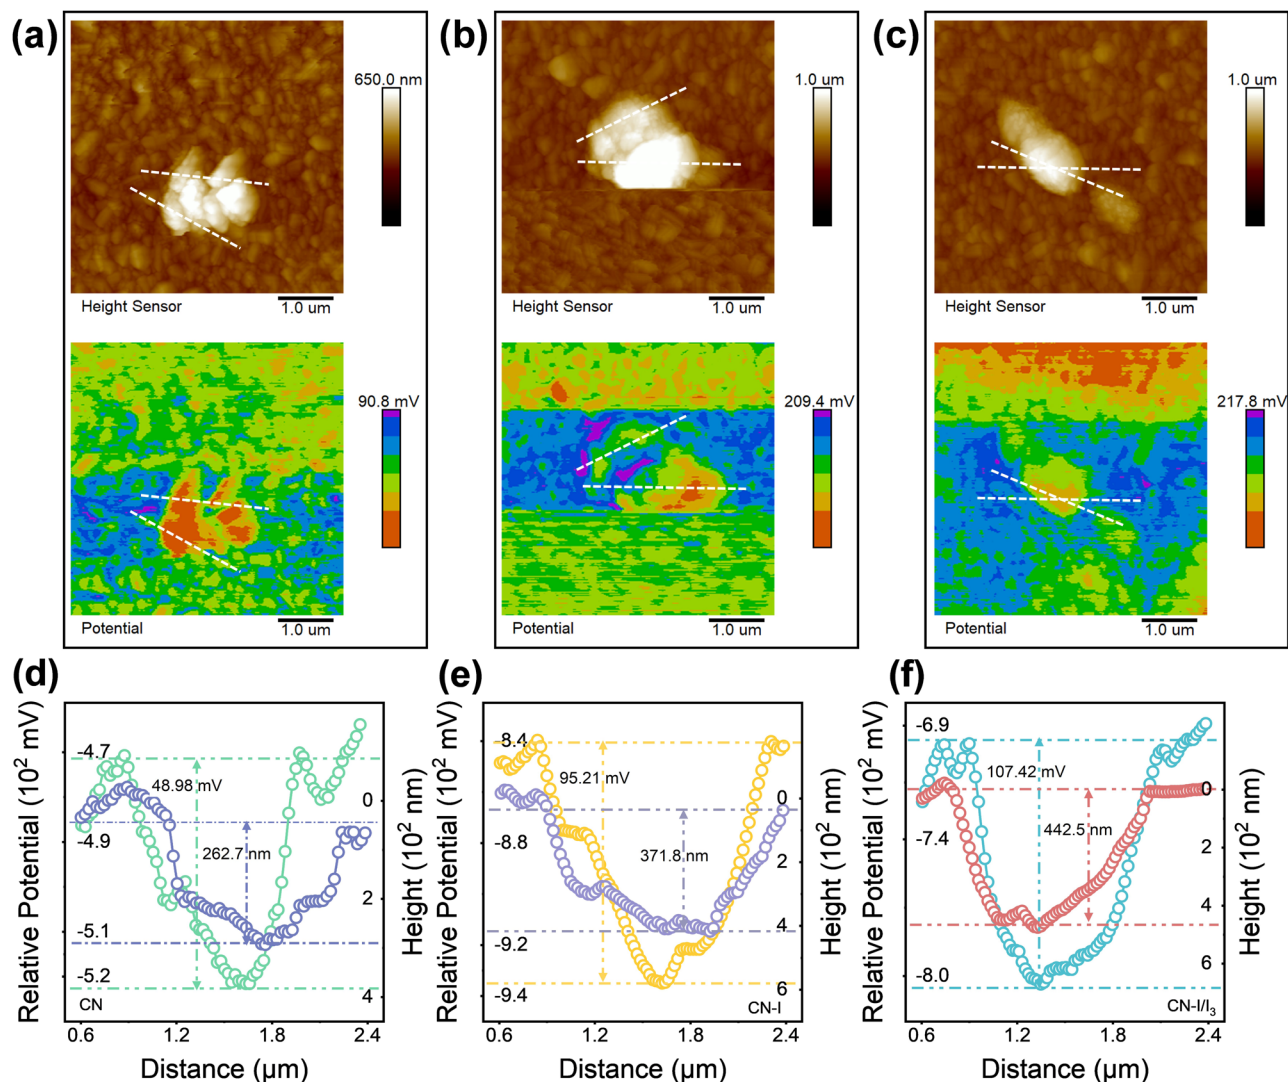 (a)
650.0 nm
Height Sensor
1.0 um
90.8 mV
Potential
1.0 um
(b)
1.0 um
Height Sensor
1.0 um
209.4 mV
Potential
1.0 um
(c)
1.0 um
Height Sensor
1.0 um
217.8 mV
Potential
1.0 um
(d)
Relative Potential (10² mV)
-4.7
-4.9
-5.1
-5.2
48.98 mV
262.7 nm
CN
0
2
4
Height (10² nm)
0.6
1.2
1.8
2.4
Distance (µm)
(e)
Relative Potential (10² mV)
-8.4
-8.8
-9.2
-9.4
95.21 mV
371.8 nm
CN-I
0
2
4
6
Height (10² nm)
0.6
1.2
1.8
2.4
Distance (µm)
(f)
Relative Potential (10² mV)
-6.9
-7.4
-8.0
107.42 mV
442.5 nm
CN-I/I₃
0
2
4
6
Height (10² nm)
0.6
1.2
1.8
2.4
Distance (µm)